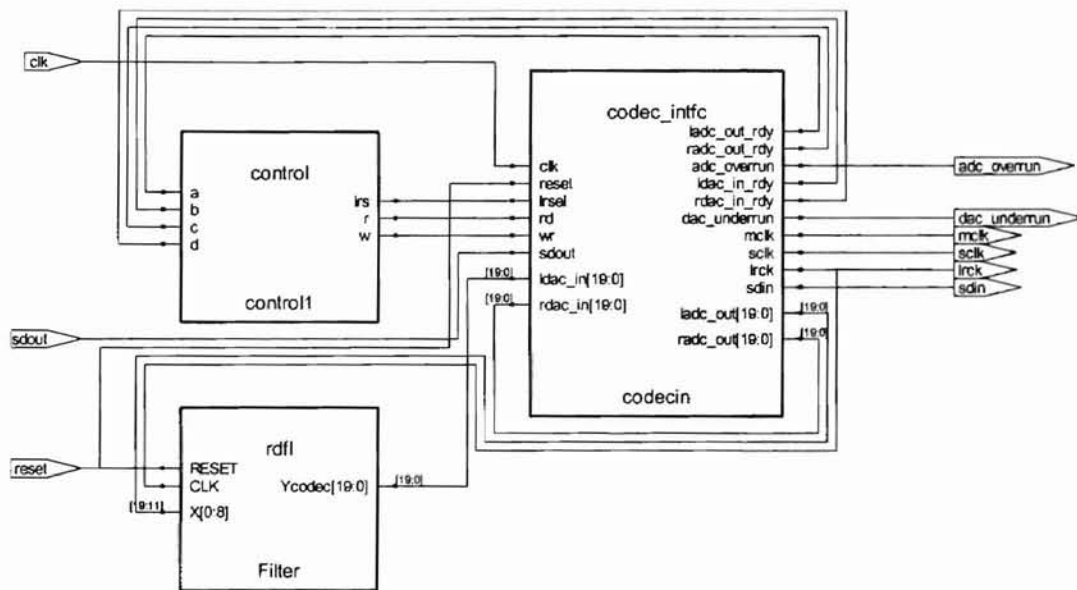 clk
codec_intfc
control
ladc_out_rdy
radc_out_rdy
adc_overrun
ldac_in_rdy
rdac_in_rdy
dac_underrun
mclk
sclk
lrck
sdin
ladc_out[19:0]
radc_out[19:0]
clk
reset
lrsel
rd
wr
sdout
ldac_in[19:0]
rdac_in[19:0]
codecin
a
b
c
d
lrs
r
w
control1
adc_overrun
dac_underrun
mclk
sclk
lrck
sdin
[19:0]
[19:0]
[19:0]
[19:0]
sdout
reset
rdfl
RESET
CLK
X[0:8]
[19:11]
Ycodec[19:0]
[19:0]
Filter